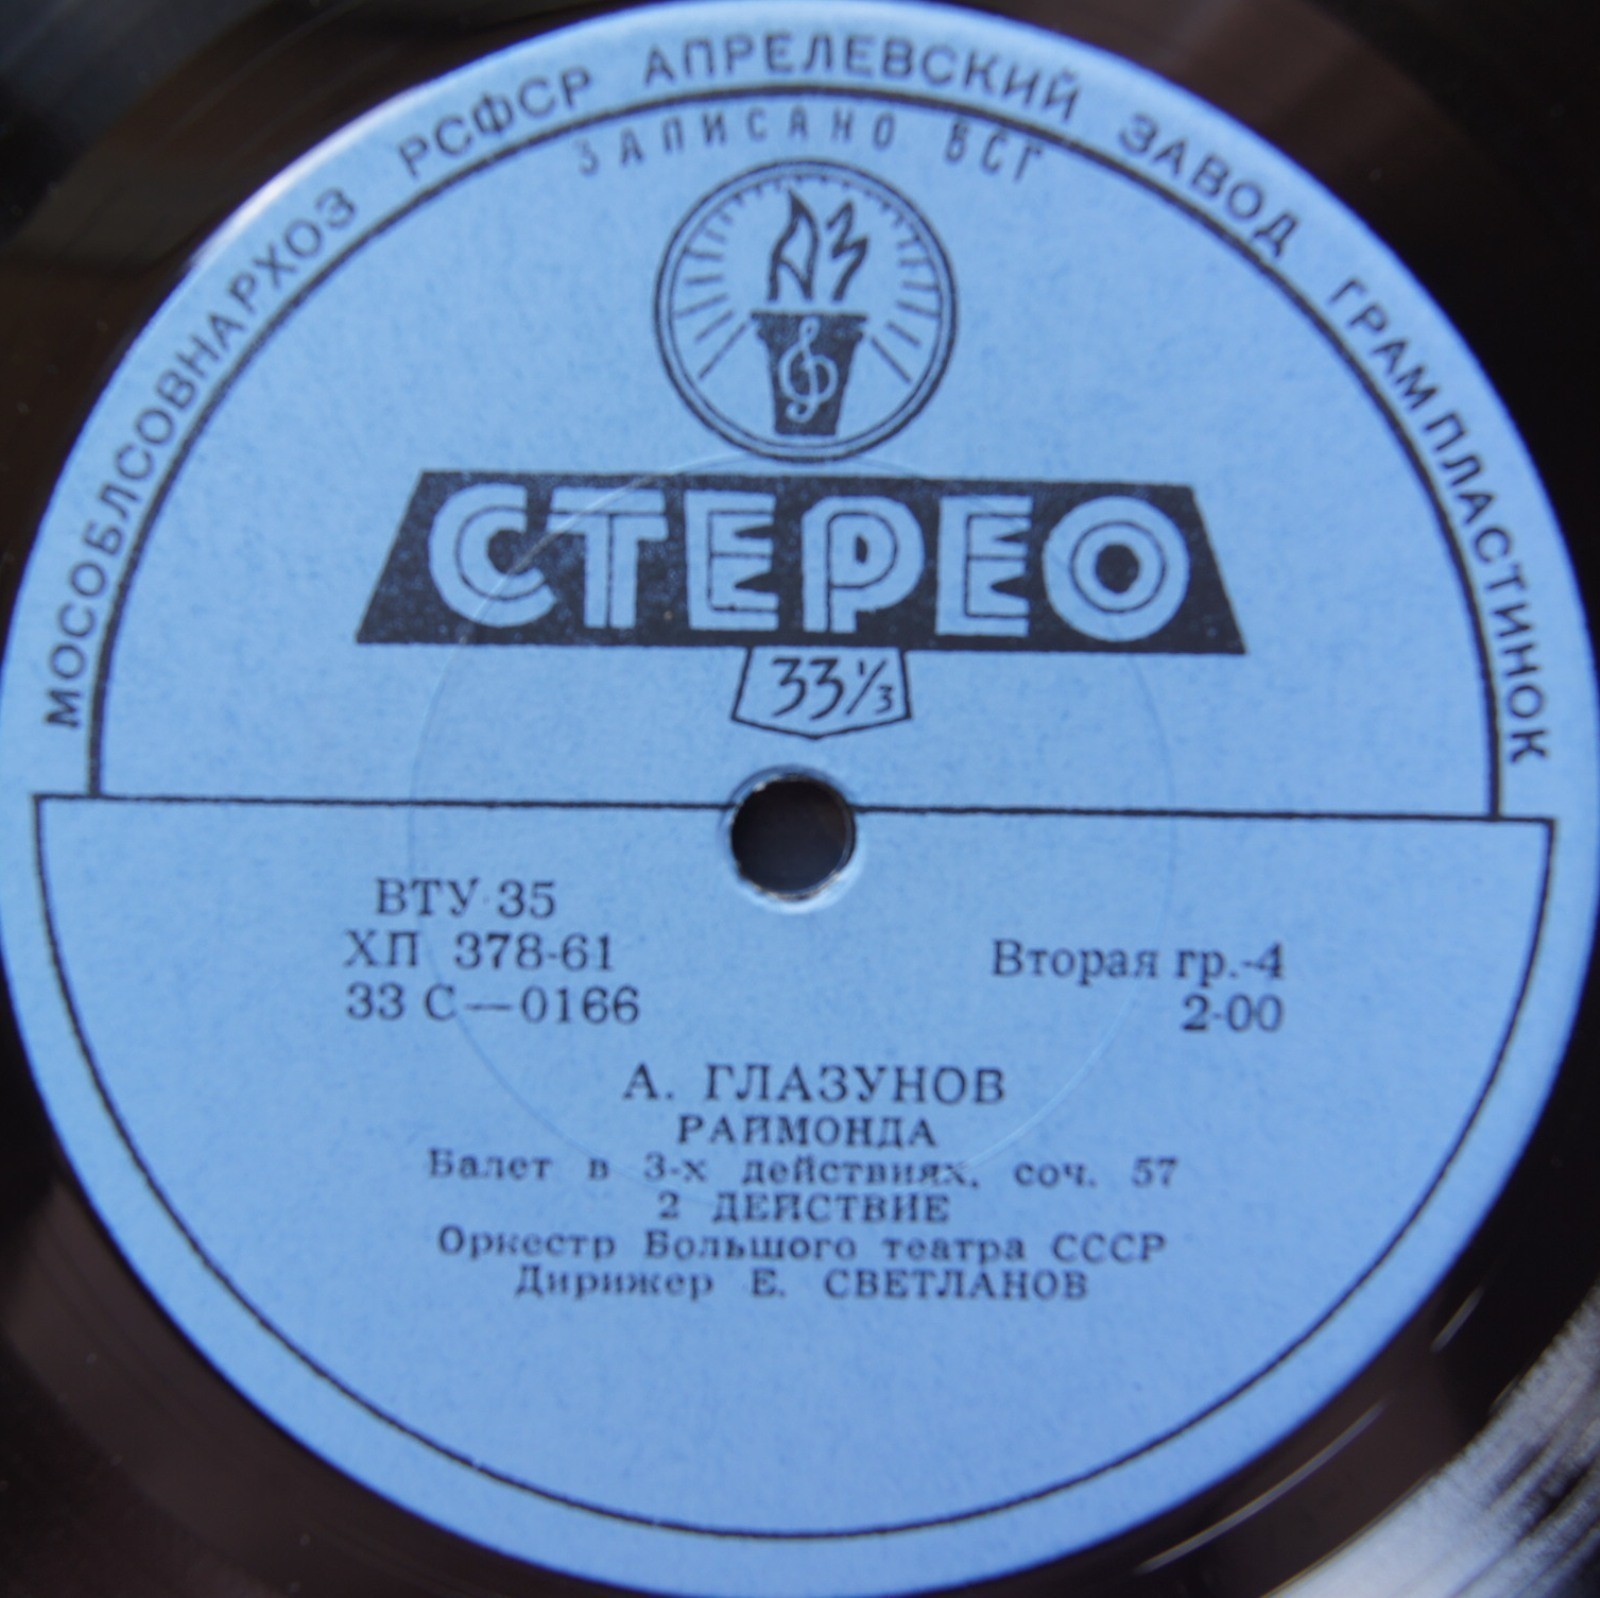 МОСОБЛСОВНАРХОЗ РСФСР АПРЕЛЕВСКИЙ ЗАВОД ГРАМПЛАСТИНОК
ЗАПИСАНО ВСГ
АЗ
СТЕРЕО
33⅓
ВТУ 35
ХП 378-61
33 С—0166
Вторая гр.-4
2-00
А. ГЛАЗУНОВ
РАЙМОНДА
Балет в 3-х действиях, соч. 57
2 ДЕЙСТВИЕ
Оркестр Большого театра СССР
Дирижер Е. СВЕТЛАНОВ